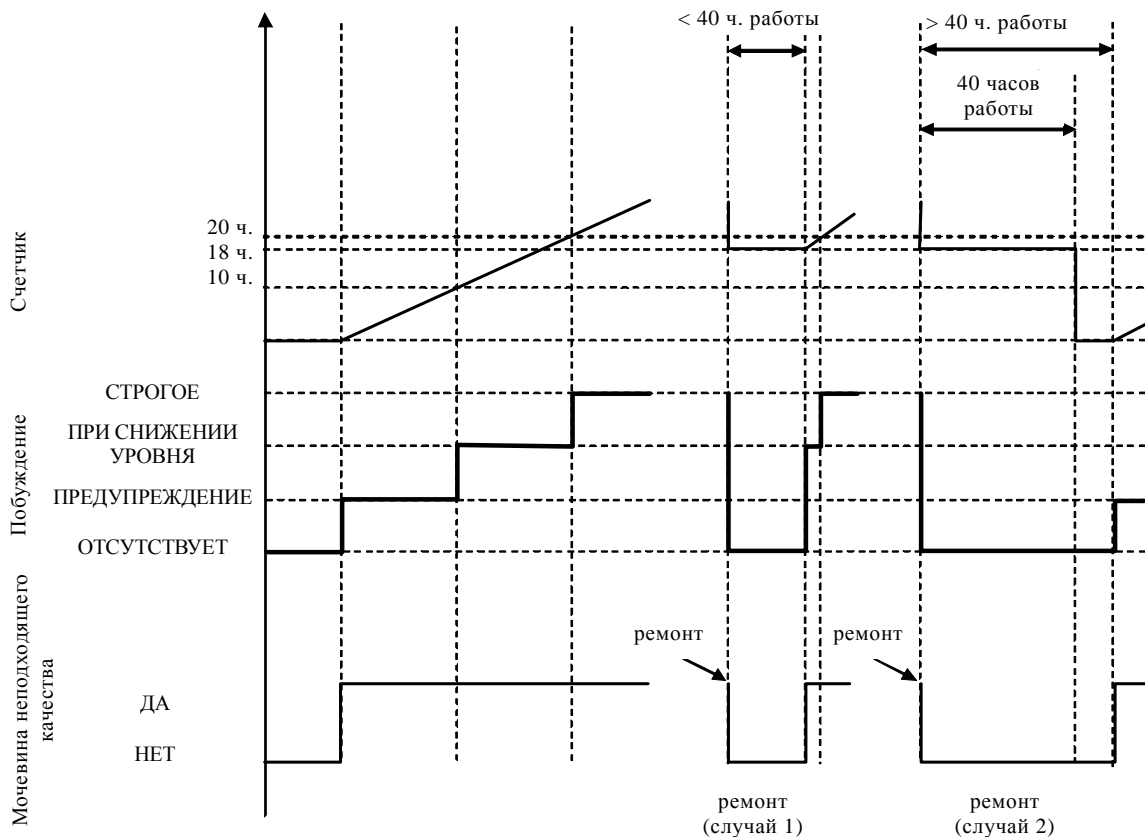 < 40 ч. работы
> 40 ч. работы
40 часов
работы
20 ч.
18 ч.
10 ч.
Счетчик
СТРОГОЕ
ПРИ СНИЖЕНИИ
УРОВНЯ
ПРЕДУПРЕЖДЕНИЕ
ОТСУТСТВУЕТ
Побуждение
ремонт
ремонт
Мочевина неподходящего
качества
ДА
НЕТ
ремонт
(случай 1)
ремонт
(случай 2)